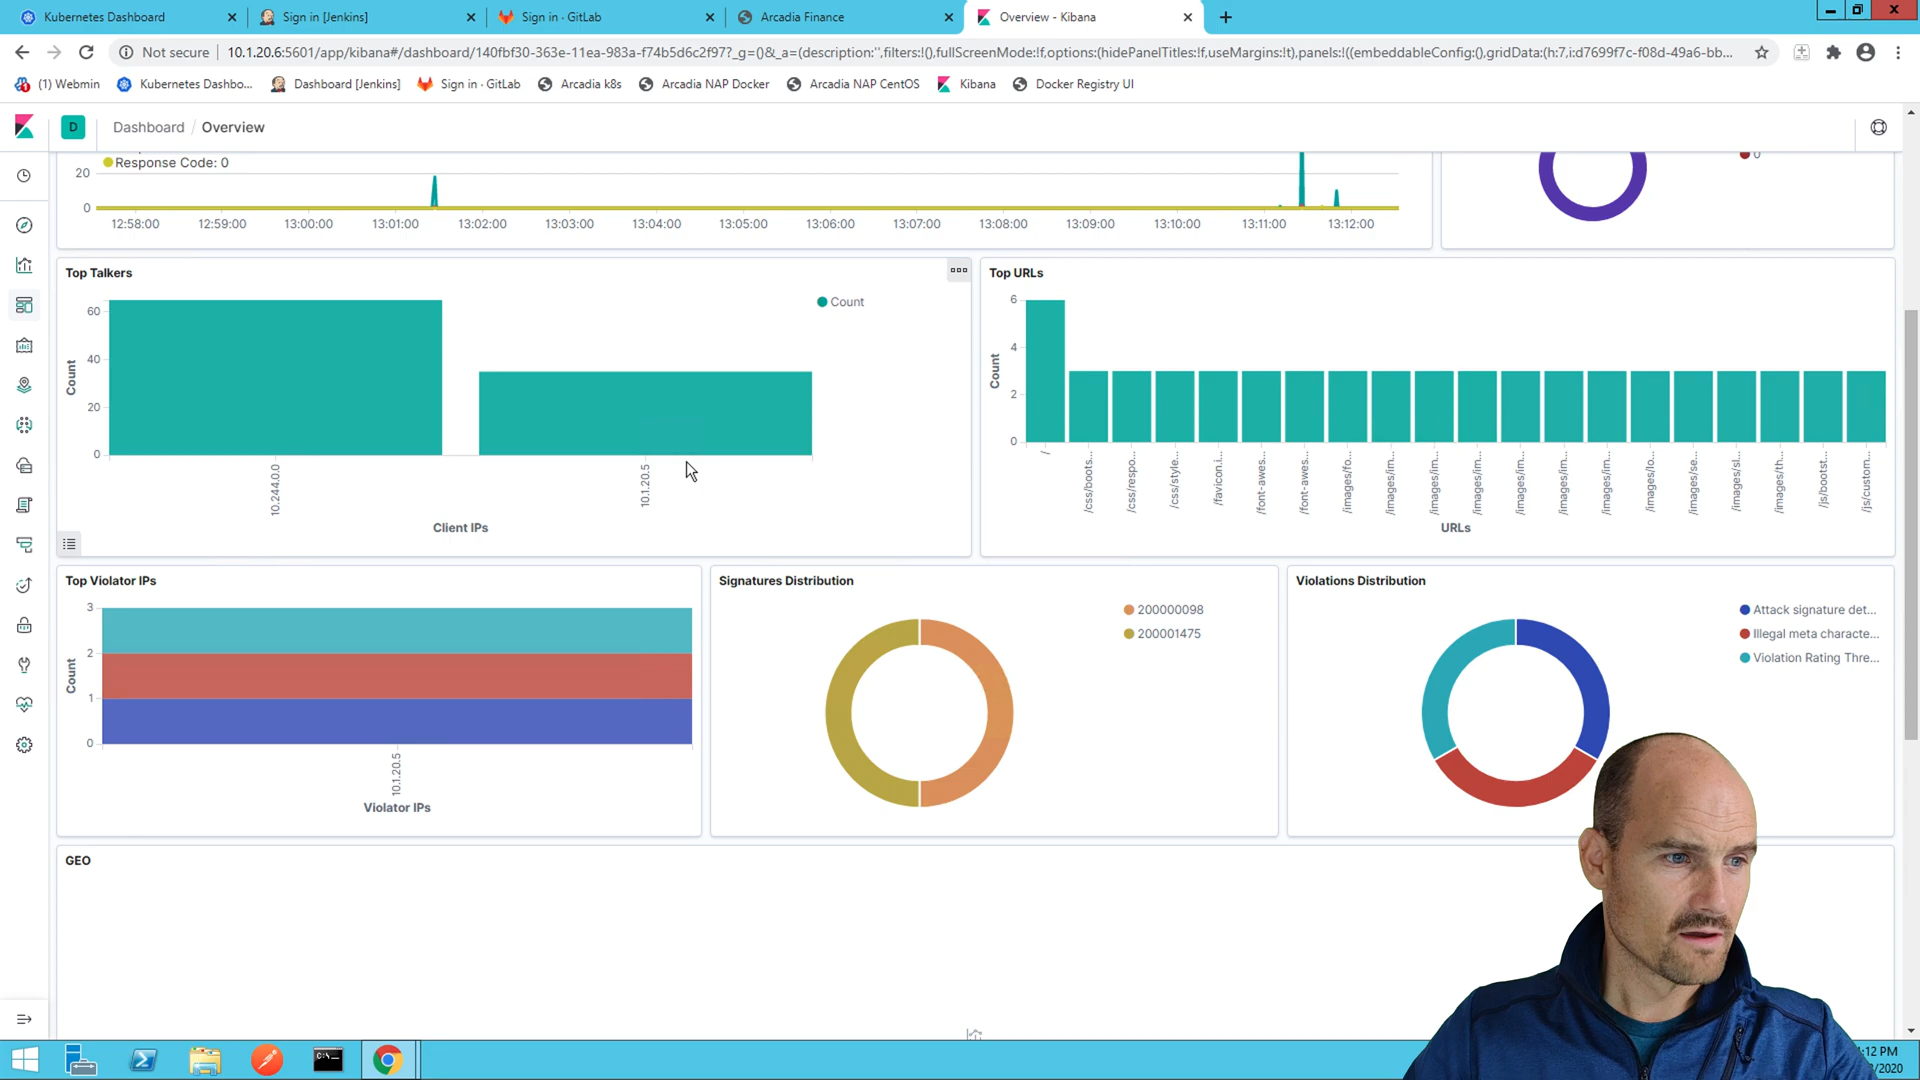 Kubernetes Dashboard
Sign in [Jenkins]
Sign in · GitLab
Arcadia Finance
Overview - Kibana
Not secure
10.1.20.6:5601/app/kibana#/dashboard/140fbf30-363e-11ea-983a-f74b5d6c2f97?_g=()&_a=(description:'',filters:!(),fullScreenMode:!f,options:(hidePanelTitles:!f,useMargins:!t),panels:!((embeddableConfig:(),gridData:(h:7,i:d7699f7c-f08d-49a6-bb...
(1) Webmin
Kubernetes Dashbo...
Dashboard [Jenkins]
Sign in · GitLab
Arcadia k8s
Arcadia NAP Docker
Arcadia NAP CentOS
Kibana
Docker Registry UI
D
Dashboard / Overview
Response Code: 0
20
0
12:58:00 12:59:00 13:00:00 13:01:00 13:02:00 13:03:00 13:04:00 13:05:00 13:06:00 13:07:00 13:08:00 13:09:00 13:10:00 13:11:00 13:12:00
0
Top Talkers
Count
60
40
20
0
Count
10.244.0.0
10.1.20.5
Client IPs
Top URLs
6
4
2
0
Count
/
/css/boots...
/css/respo...
/css/style...
/favicon.i...
/font-awes...
/font-awes...
/images/fo...
/images/im...
/images/im...
/images/im...
/images/im...
/images/im...
/images/im...
/images/lo...
/images/se...
/images/sl...
/images/th...
/js/bootst...
/js/custom...
URLs
Top Violator IPs
3
2
1
0
Count
10.1.20.5
Violator IPs
Signatures Distribution
200000098
200001475
Violations Distribution
Attack signature det...
Illegal meta characte...
Violation Rating Thre...
GEO
:12 PM
/2020